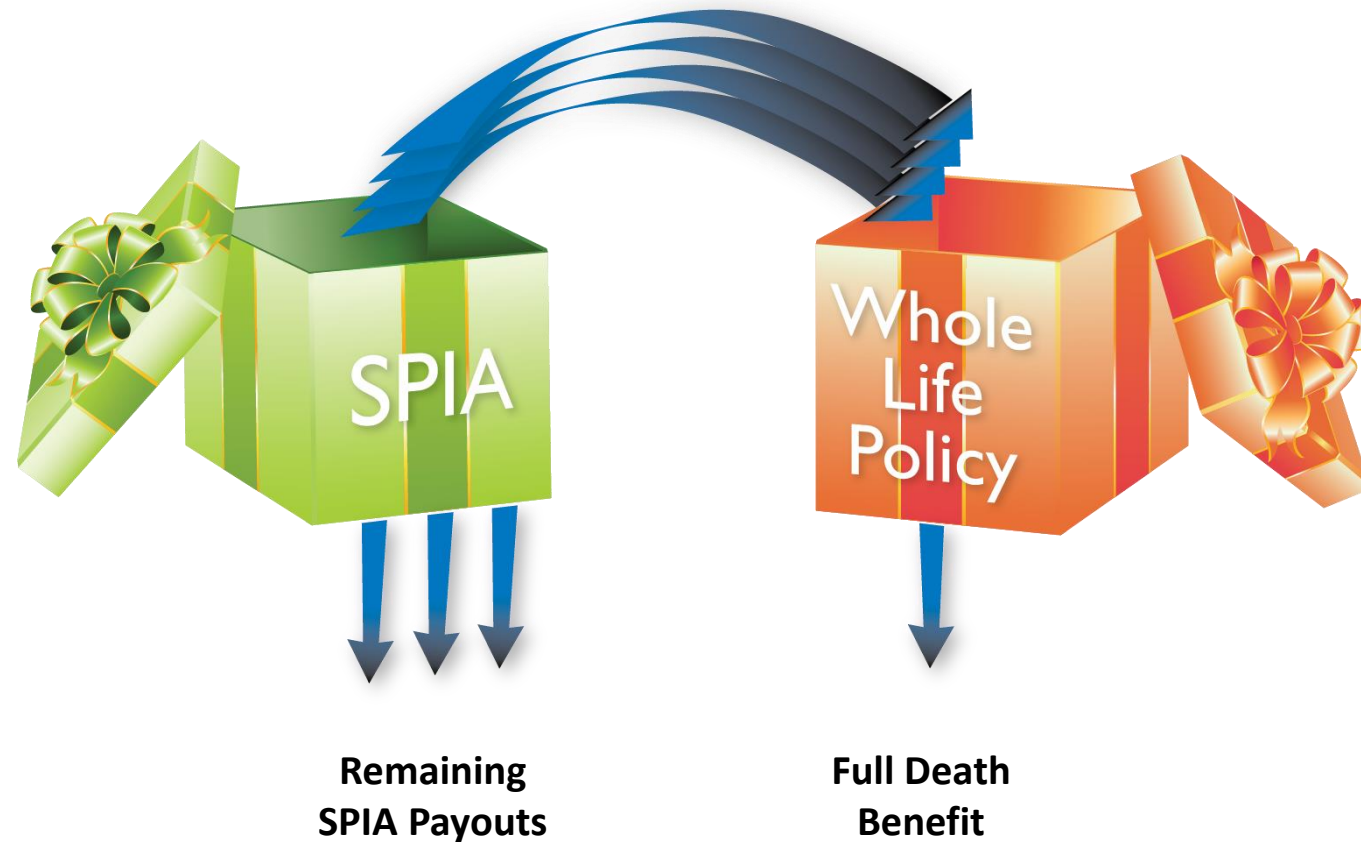 SPIA
Whole
Life
Policy
Remaining
SPIA Payouts
Full Death
Benefit